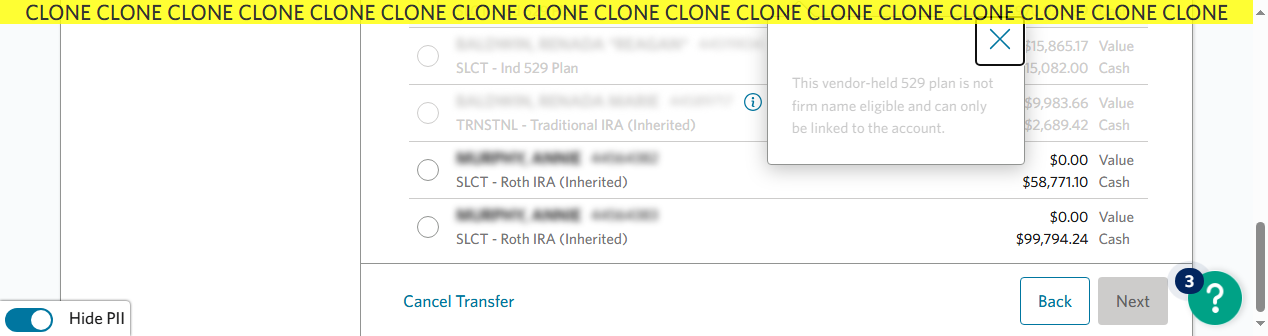 CLONE CLONE CLONE CLONE CLONE CLONE CLONE CLONE CLONE CLONE CLONE CLONE CLONE CLONE CLONE CLONE CLONE
$15,865.17 Value
SLCT - Ind 529 Plan
15,082.00 Cash
This vendor-held 529 plan is not
firm name eligible and can only
be linked to the account.
$9,983.66 Value
TRNSTNL - Traditional IRA (Inherited)
$2,689.42 Cash
$0.00 Value
SLCT - Roth IRA (Inherited)
$58,771.10 Cash
$0.00 Value
SLCT - Roth IRA (Inherited)
$99,794.24 Cash
Cancel Transfer
Back
Next
3
?
Hide PII